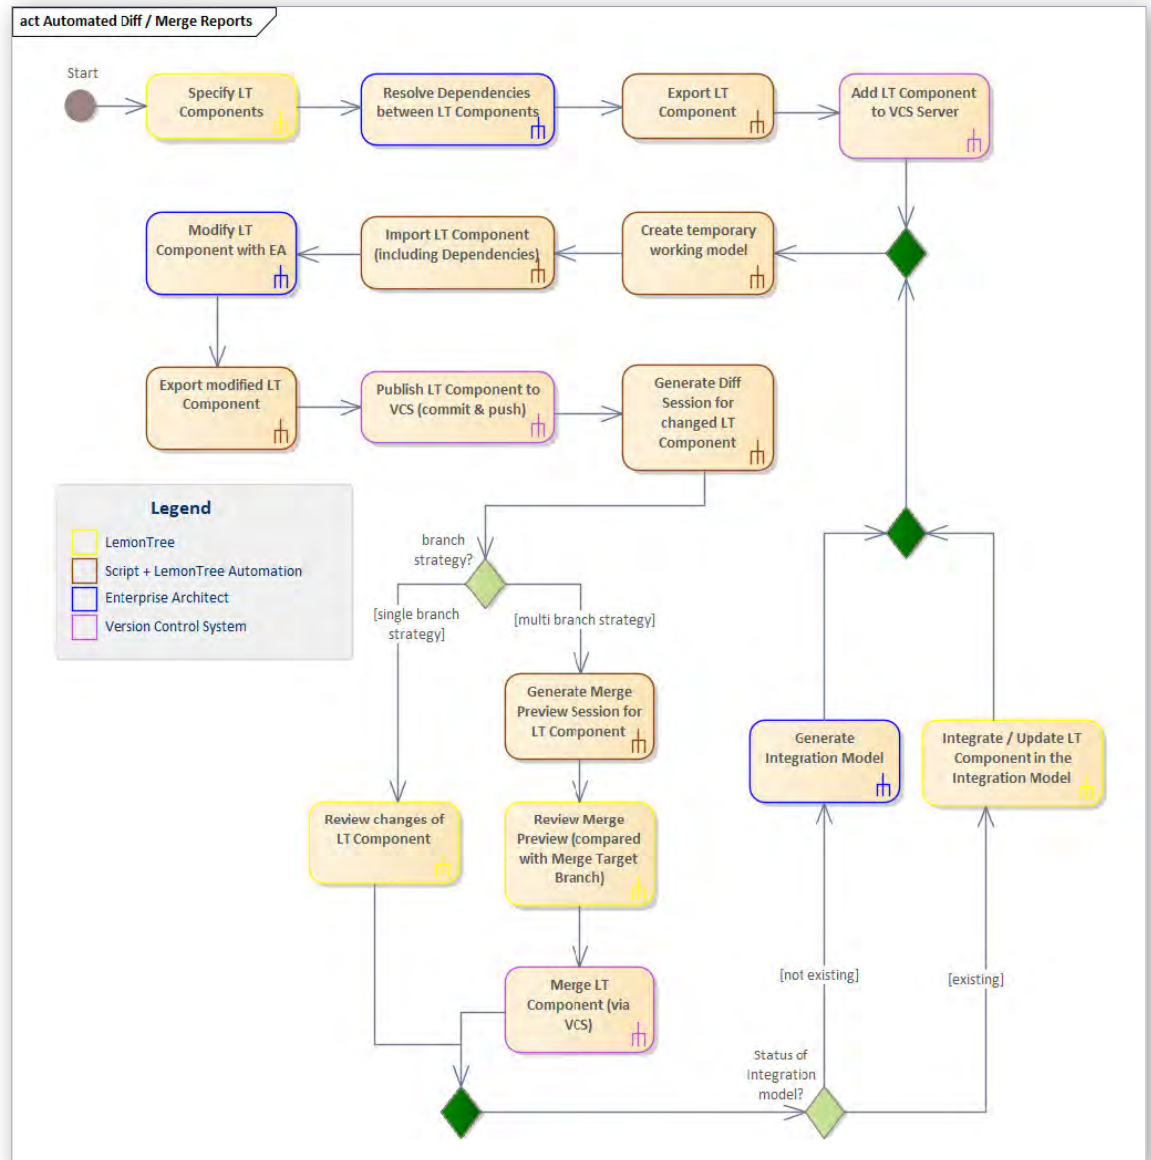 act Automated Diff / Merge Reports
Start
Specify LT
Components
Resolve Dependencies
between LT Components
Export LT
Component
Add LT Component
to VCS Server
Modify LT
Component with EA
Import LT Component
(including Dependencies)
Create temporary
working model
Export modified LT
Component
Publish LT Component to
VCS (commit & push)
Generate Diff
Session for
changed LT
Component
Legend
LemonTree
Script + LemonTree Automation
Enterprise Architect
Version Control System
branch
strategy?
[single branch
strategy]
[multi branch strategy]
Generate Merge
Preview Session for
LT Component
Generate
Integration Model
Integrate / Update LT
Component in the
Integration Model
Review changes of
LT Component
Review Merge
Preview (compared
with Merge Target
Branch)
[not existing]
[existing]
Merge LT
Component (via
VCS)
Status of
Integration
model?